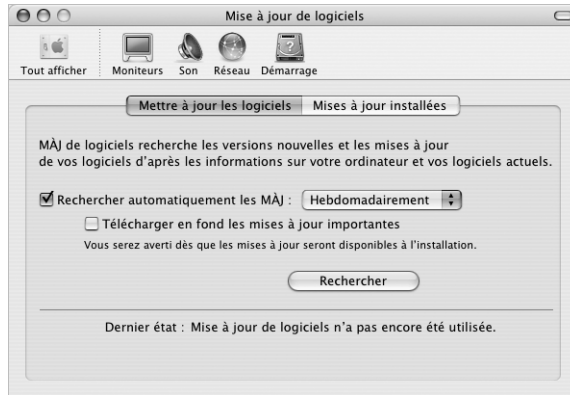 Mise à jour de logiciels
Tout afficher Moniteurs Son Réseau Démarrage
Mettre à jour les logiciels Mises à jour installées
MÀJ de logiciels recherche les versions nouvelles et les mises à jour
de vos logiciels d'après les informations sur votre ordinateur et vos logiciels actuels.
Rechercher automatiquement les MÀJ : Hebdomadairement
Télécharger en fond les mises à jour importantes
Vous serez averti dès que les mises à jour seront disponibles à l'installation.
Rechercher
Dernier état : Mise à jour de logiciels n'a pas encore été utilisée.